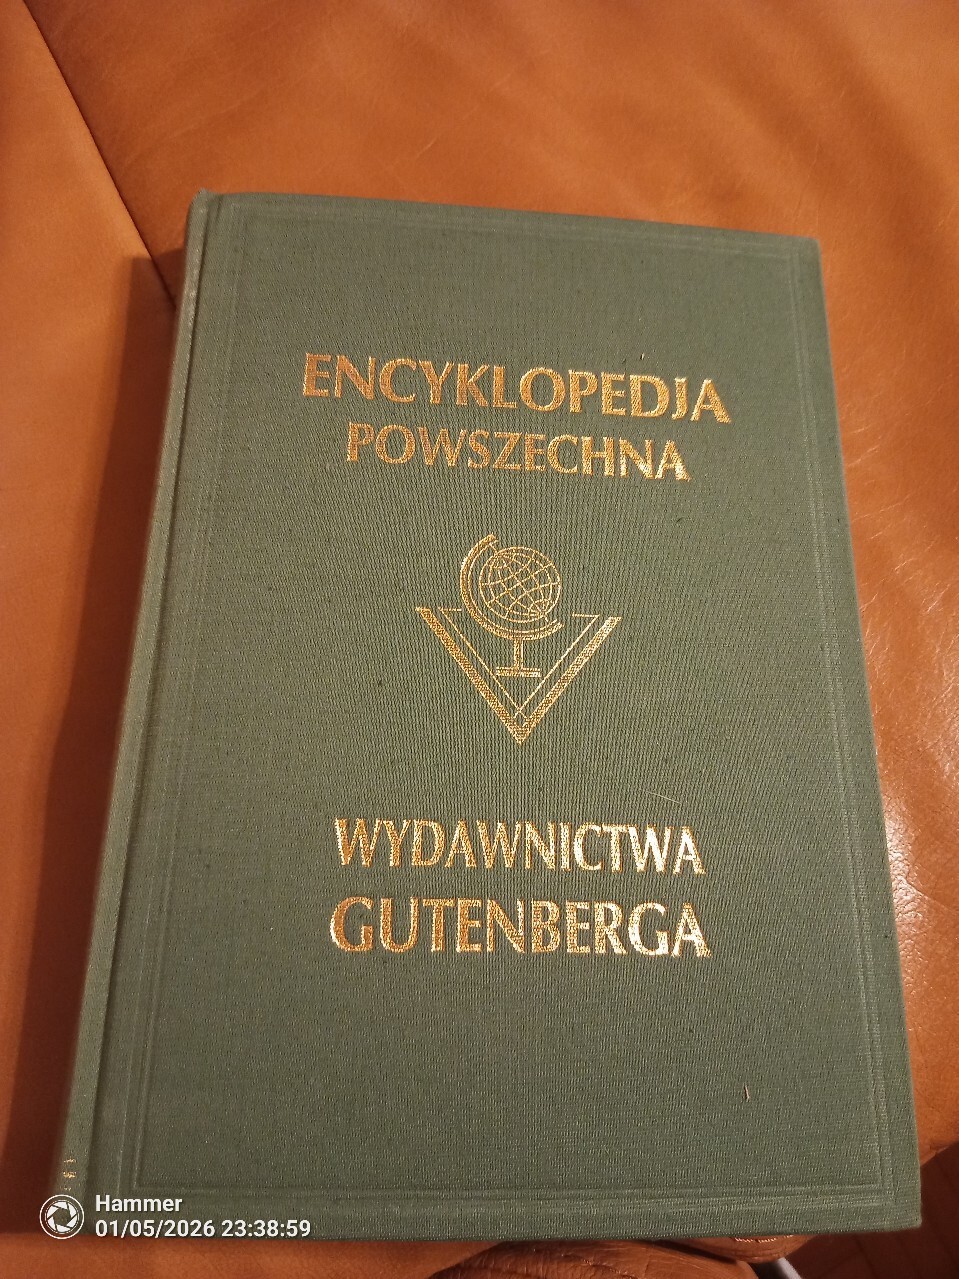 ENCYKLOPEDJA
POWSZECHNA
WYDAWNICTWA
GUTENBERGA
Hammer
01/05/2026 23:38:59